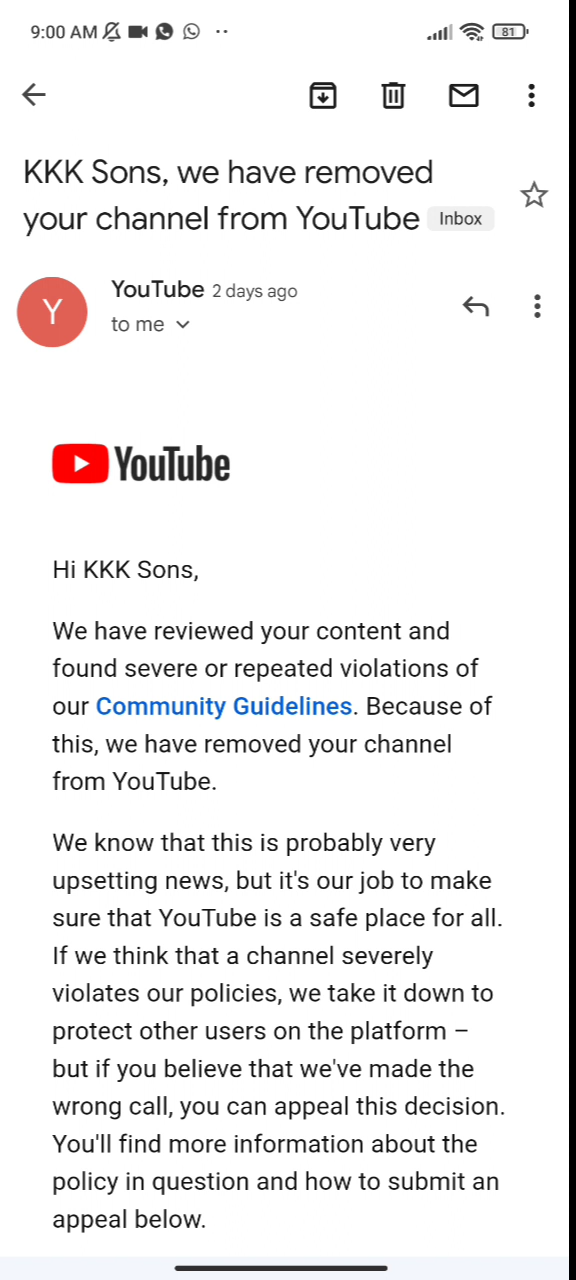 9:00 AM
81
KKK Sons, we have removed
your channel from YouTube Inbox
Y
YouTube 2 days ago
to me
YouTube
Hi KKK Sons,
We have reviewed your content and
found severe or repeated violations of
our Community Guidelines. Because of
this, we have removed your channel
from YouTube.
We know that this is probably very
upsetting news, but it's our job to make
sure that YouTube is a safe place for all.
If we think that a channel severely
violates our policies, we take it down to
protect other users on the platform –
but if you believe that we've made the
wrong call, you can appeal this decision.
You'll find more information about the
policy in question and how to submit an
appeal below.